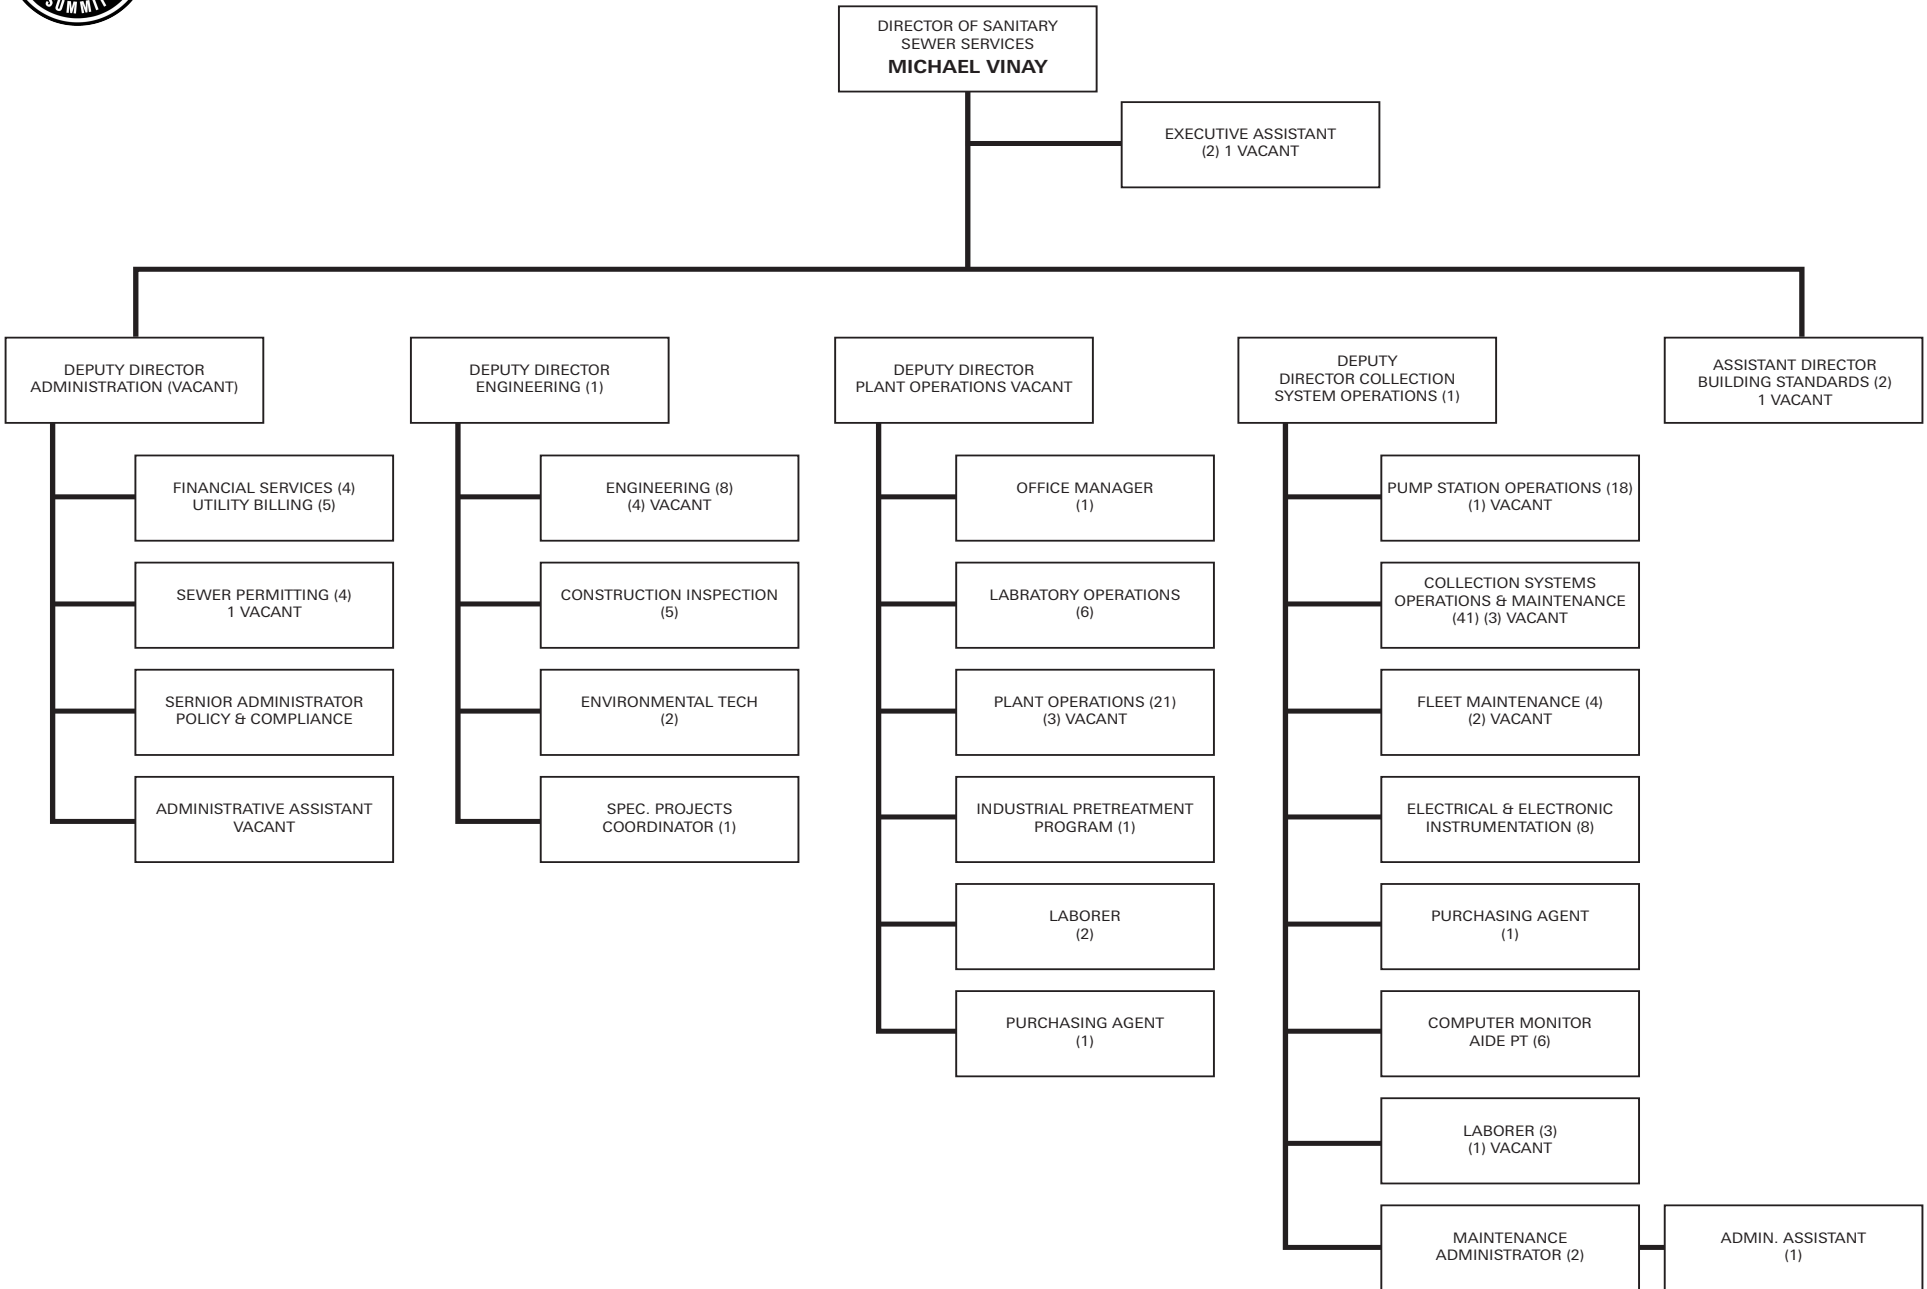 SUMMIT
DIRECTOR OF SANITARY
SEWER SERVICES
MICHAEL VINAY
EXECUTIVE ASSISTANT
(2) 1 VACANT
DEPUTY DIRECTOR
ADMINISTRATION (VACANT)
DEPUTY DIRECTOR
ENGINEERING (1)
DEPUTY DIRECTOR
PLANT OPERATIONS VACANT
DEPUTY
DIRECTOR COLLECTION
SYSTEM OPERATIONS (1)
ASSISTANT DIRECTOR
BUILDING STANDARDS (2)
1 VACANT
FINANCIAL SERVICES (4)
UTILITY BILLING (5)
SEWER PERMITTING (4)
1 VACANT
SERNIOR ADMINISTRATOR
POLICY & COMPLIANCE
ADMINISTRATIVE ASSISTANT
VACANT
ENGINEERING (8)
(4) VACANT
CONSTRUCTION INSPECTION
(5)
ENVIRONMENTAL TECH
(2)
SPEC. PROJECTS
COORDINATOR (1)
OFFICE MANAGER
(1)
LABRATORY OPERATIONS
(6)
PLANT OPERATIONS (21)
(3) VACANT
INDUSTRIAL PRETREATMENT
PROGRAM (1)
LABORER
(2)
PURCHASING AGENT
(1)
PUMP STATION OPERATIONS (18)
(1) VACANT
COLLECTION SYSTEMS
OPERATIONS & MAINTENANCE
(41) (3) VACANT
FLEET MAINTENANCE (4)
(2) VACANT
ELECTRICAL & ELECTRONIC
INSTRUMENTATION (8)
PURCHASING AGENT
(1)
COMPUTER MONITOR
AIDE PT (6)
LABORER (3)
(1) VACANT
MAINTENANCE
ADMINISTRATOR (2)
ADMIN. ASSISTANT
(1)